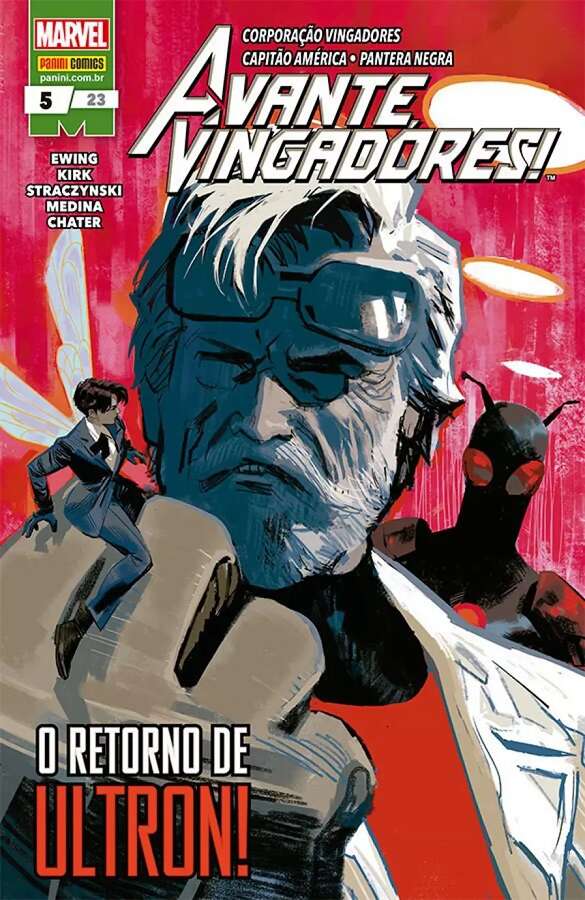 MARVEL
PANINI COMICS
panini.com.br
5 23
EWING
KIRK
STRACZYNSKI
MEDINA
CHATER
CORPORAÇÃO VINGADORES
CAPITÃO AMÉRICA • PANTERA NEGRA
AVANTE,
VINGADORES!
TM
O RETORNO DE
ULTRON!